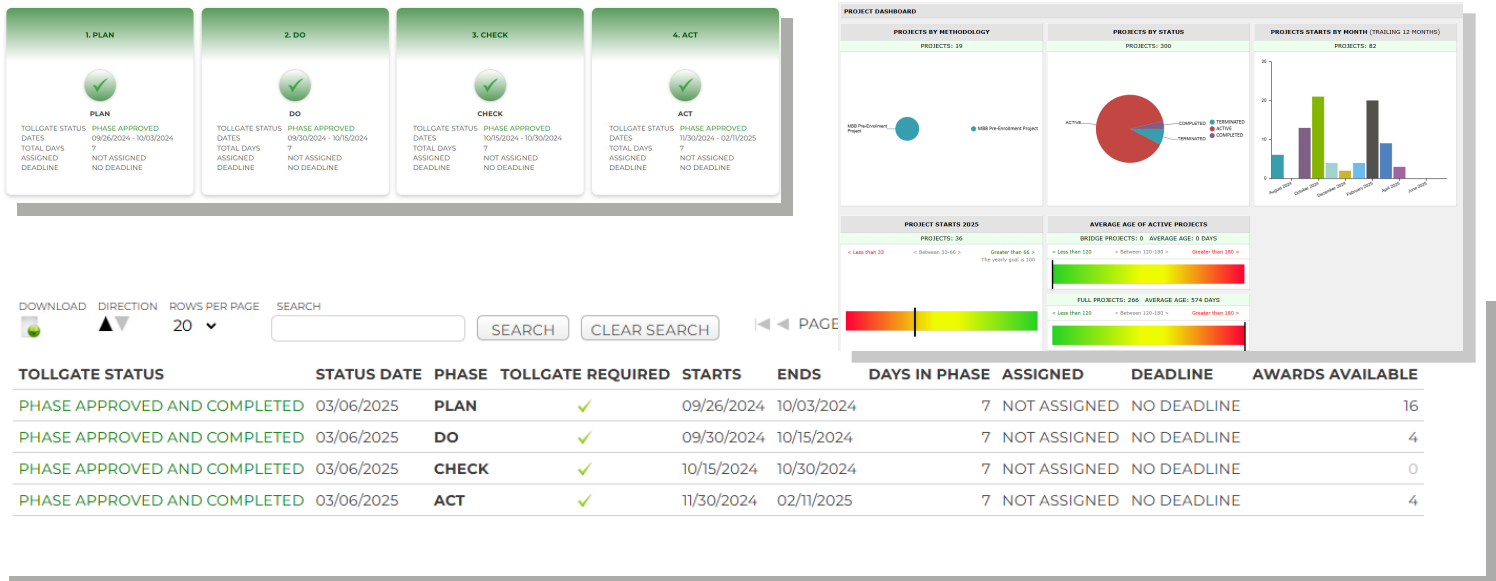 1. PLAN
PLAN
TOLLGATE STATUS PHASE APPROVED
DATES 09/26/2024 - 10/03/2024
TOTAL DAYS 7
ASSIGNED NOT ASSIGNED
DEADLINE NO DEADLINE
2. DO
DO
TOLLGATE STATUS PHASE APPROVED
DATES 09/30/2024 - 10/15/2024
TOTAL DAYS 7
ASSIGNED NOT ASSIGNED
DEADLINE NO DEADLINE
3. CHECK
CHECK
TOLLGATE STATUS PHASE APPROVED
DATES 10/15/2024 - 10/30/2024
TOTAL DAYS 7
ASSIGNED NOT ASSIGNED
DEADLINE NO DEADLINE
4. ACT
ACT
TOLLGATE STATUS PHASE APPROVED
DATES 11/30/2024 - 02/11/2025
TOTAL DAYS 7
ASSIGNED NOT ASSIGNED
DEADLINE NO DEADLINE
PROJECT DASHBOARD
PROJECTS BY METHODOLOGY
PROJECTS: 19
MBB Pre-Enrollment
Project
MBB Pre-Enrollment Project
PROJECTS BY STATUS
PROJECTS: 300
ACTIVE
COMPLETED
TERMINATED
TERMINATED
ACTIVE
COMPLETED
PROJECTS STARTS BY MONTH (TRAILING 12 MONTHS)
PROJECTS: 82
30
20
10
0
August 2024
October 2024
December 2024
February 2025
April 2025
June 2025
PROJECT STARTS 2025
PROJECTS: 36
< Less than 33 < Between 33-66 > Greater than 66 >
The yearly goal is 100
AVERAGE AGE OF ACTIVE PROJECTS
BRIDGE PROJECTS: 0 AVERAGE AGE: 0 DAYS
< Less than 120 < Between 120-180 > Greater than 180 >
FULL PROJECTS: 266 AVERAGE AGE: 574 DAYS
< Less than 120 < Between 120-180 > Greater than 180 >
DOWNLOAD DIRECTION ROWS PER PAGE SEARCH
20 SEARCH CLEAR SEARCH PAGE
TOLLGATE STATUS STATUS DATE PHASE TOLLGATE REQUIRED STARTS ENDS DAYS IN PHASE ASSIGNED DEADLINE AWARDS AVAILABLE
PHASE APPROVED AND COMPLETED 03/06/2025 PLAN 09/26/2024 10/03/2024 7 NOT ASSIGNED NO DEADLINE 16
PHASE APPROVED AND COMPLETED 03/06/2025 DO 09/30/2024 10/15/2024 7 NOT ASSIGNED NO DEADLINE 4
PHASE APPROVED AND COMPLETED 03/06/2025 CHECK 10/15/2024 10/30/2024 7 NOT ASSIGNED NO DEADLINE 0
PHASE APPROVED AND COMPLETED 03/06/2025 ACT 11/30/2024 02/11/2025 7 NOT ASSIGNED NO DEADLINE 4